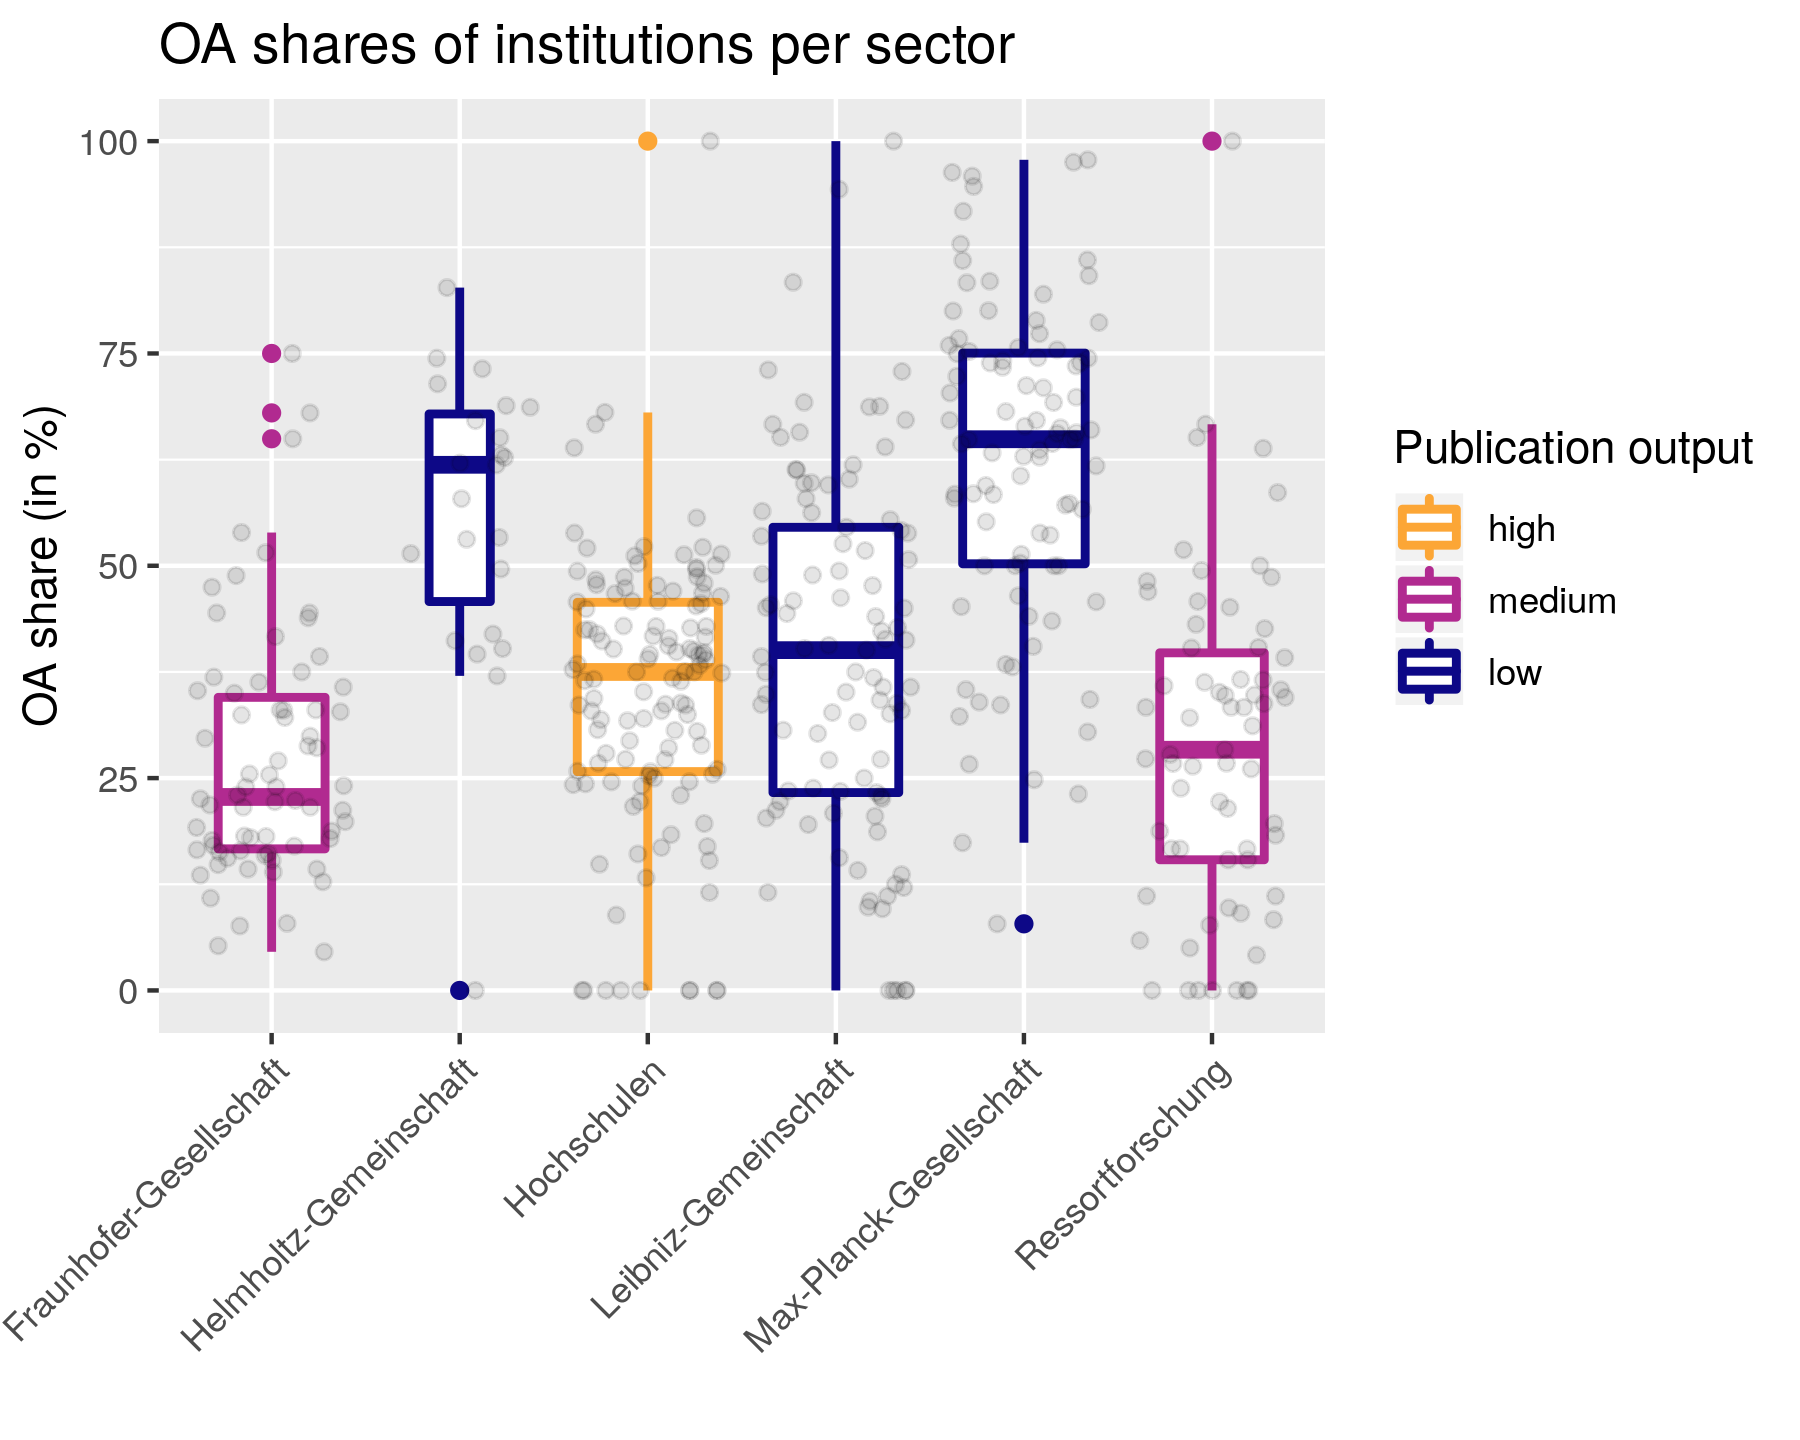 OA shares of institutions per sector
OA share (in %)
100
75
50
25
0
Fraunhofer-Gesellschaft
Helmholtz-Gemeinschaft
Hochschulen
Leibniz-Gemeinschaft
Max-Planck-Gesellschaft
Ressortforschung
Publication output
high
medium
low